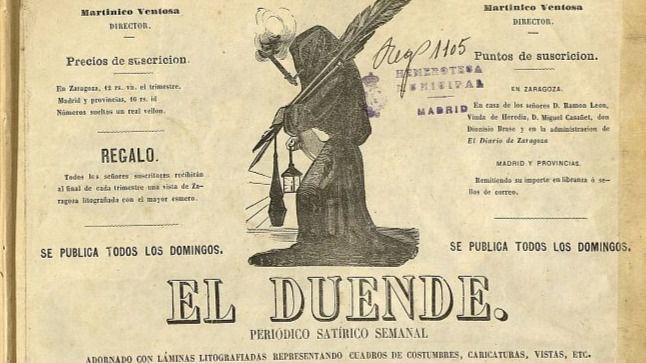 Martinico Ventosa
DIRECTOR.
Precios de suscricion.
En Zaragoza, 12 rs. vn. el trimestre.
Madrid y provincias, 16 rs. id
Números sueltos un real vellon.
REGALO.
Todos los señores suscritores recibirán
al final de cada trimestre una vista de Za-
ragoza litografiada con el mayor esmero.
SE PUBLICA TODOS LOS DOMINGOS.
Reg 1105
HEMEROTECA
MUNICIPAL
MADRID
Martinico Ventosa
DIRECTOR.
Puntos de suscricion.
EN ZARAGOZA.
En casa de los señores D. Ramon Leon,
Viuda de Heredia, D. Miguel Casañet, don
Dionisio Brase y en la administracion de
El Diario de Zaragoza
MADRID Y PROVINCIAS.
Remitiendo su importe en libranza ó se-
llos de correo.
SE PUBLICA TODOS LOS DOMINGOS.
EL DUENDE.
PERIODICO SATÍRICO SEMANAL
ADORNADO CON LÁMINAS LITOGRAFIADAS REPRESENTANDO CUADROS DE COSTUMBRES, CARICATURAS, VISTAS, ETC.